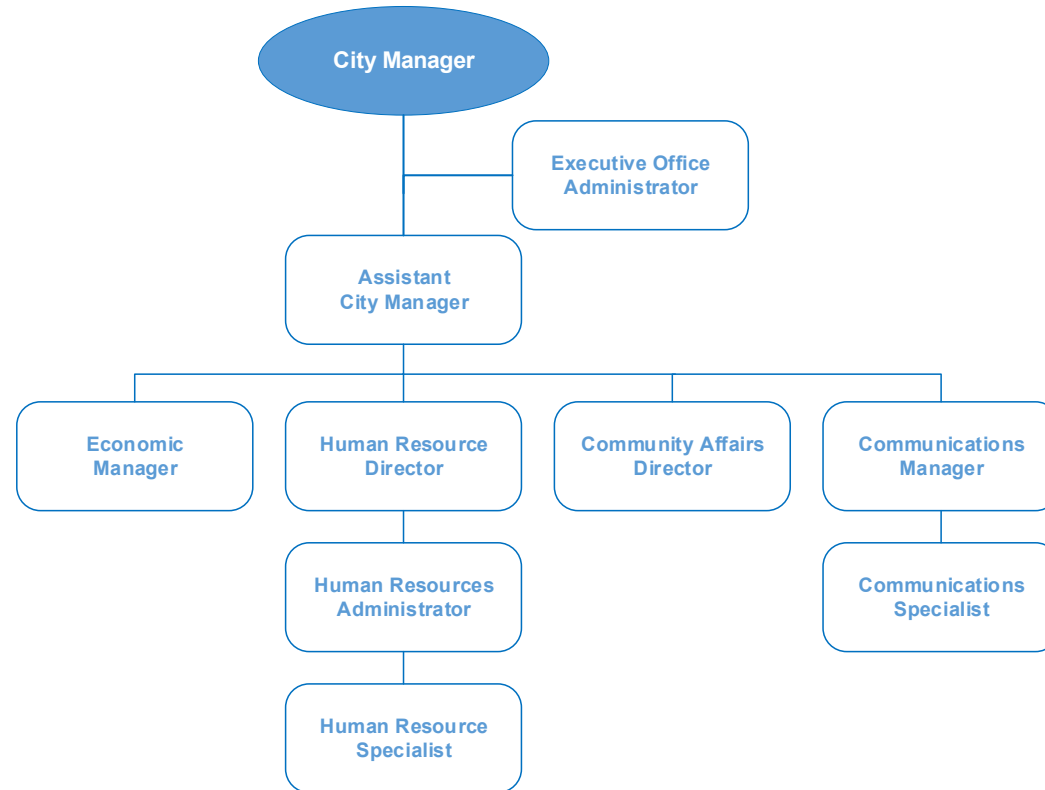 City Manager
Executive Office
Administrator
Assistant
City Manager
Economic
Manager
Human Resource
Director
Community Affairs
Director
Communications
Manager
Human Resources
Administrator
Communications
Specialist
Human Resource
Specialist